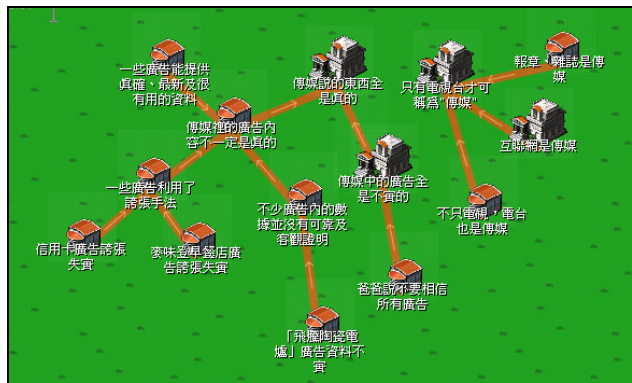 一些廣告能提供
真確、最新及很
有用的資料
傳媒説的東西全
是真的
只有電視台才可
稱爲"傳媒"
報章、雜誌是傳
媒
傳媒裡的廣告內
容不一定是真的
互聯網是傳媒
一些廣告利用了
誇張手法
傳媒中的廣告全
是不實的
不少廣告內的數
據並沒有可靠及
客觀證明
不只電視，電台
也是傳媒
信用卡廣告誇張
失實
麥味登早餐店廣
告誇張失實
爸爸說不要相信
所有廣告
「飛騰陶瓷電
爐」廣告資料不
實